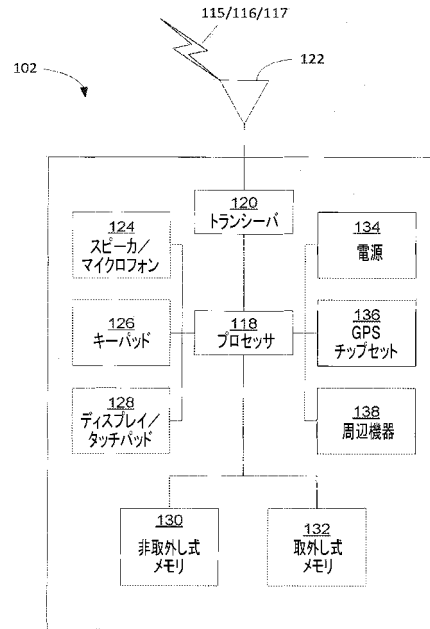 115/116/117
102
122
120
トランシーバ
124
スピーカ／
マイクロフォン
134
電源
126
キーパッド
118
プロセッサ
136
GPS
チップセット
128
ディスプレイ／
タッチパッド
138
周辺機器
130
非取外し式
メモリ
132
取外し式
メモリ